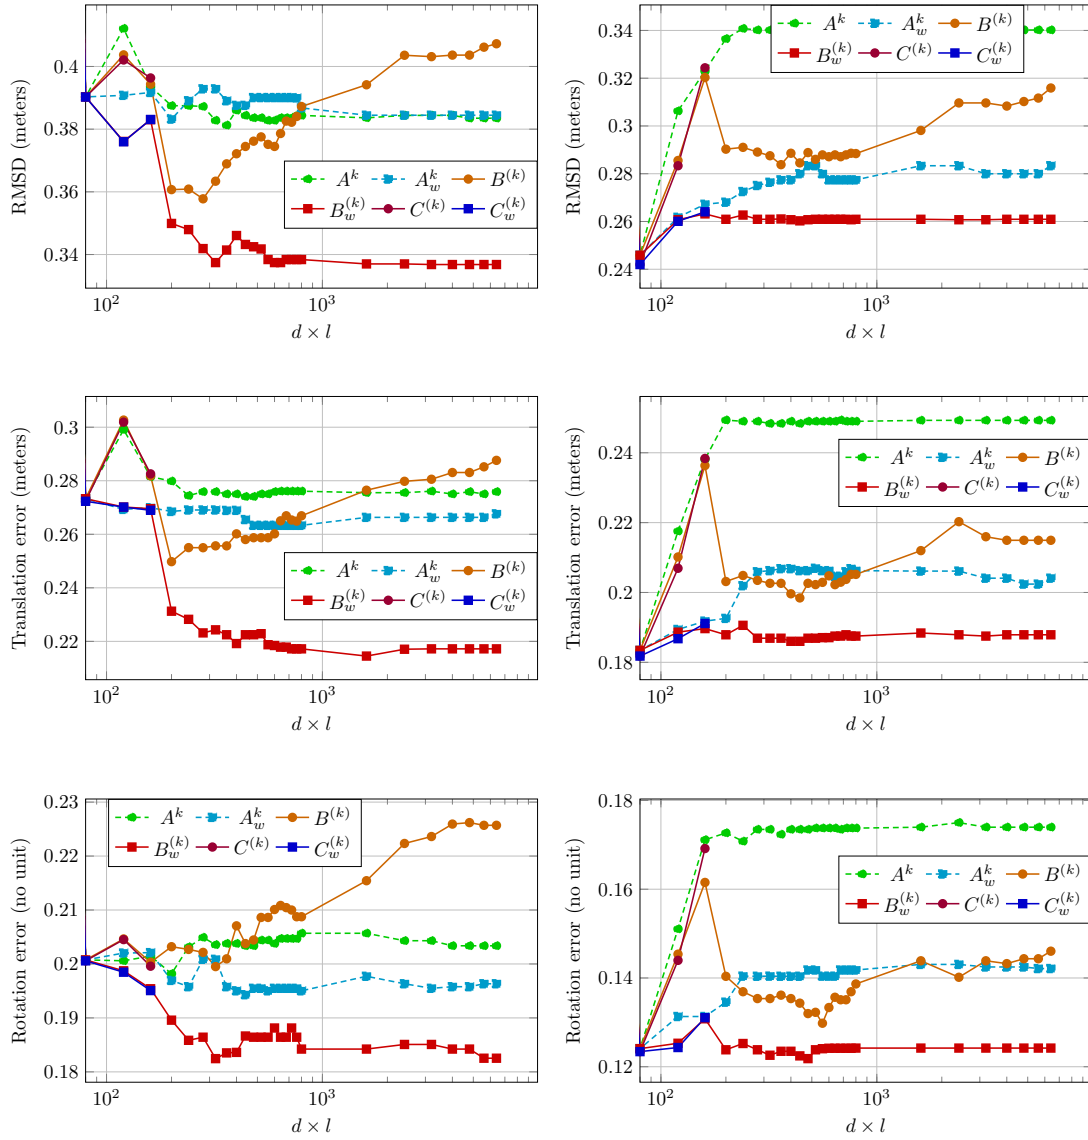 RMSD (meters)
0.4
0.38
0.36
0.34
A^k A_w^k B^(k)
B_w^(k) C^(k) C_w^(k)
10^2 10^3
d × l
RMSD (meters)
0.34
0.32
0.3
0.28
0.26
0.24
A^k A_w^k B^(k)
B_w^(k) C^(k) C_w^(k)
10^2 10^3
d × l
Translation error (meters)
0.3
0.28
0.26
0.24
0.22
A^k A_w^k B^(k)
B_w^(k) C^(k) C_w^(k)
10^2 10^3
d × l
Translation error (meters)
0.24
0.22
0.2
0.18
A^k A_w^k B^(k)
B_w^(k) C^(k) C_w^(k)
10^2 10^3
d × l
Rotation error (no unit)
0.23
0.22
0.21
0.2
0.19
0.18
A^k A_w^k B^(k)
B_w^(k) C^(k) C_w^(k)
10^2 10^3
d × l
Rotation error (no unit)
0.18
0.16
0.14
0.12
A^k A_w^k B^(k)
B_w^(k) C^(k) C_w^(k)
10^2 10^3
d × l